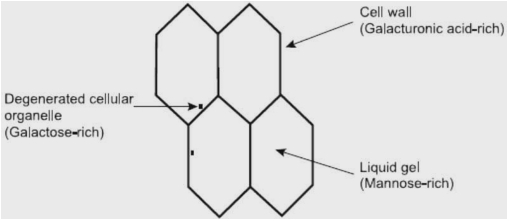 Cell wall
(Galacturonic acid-rich)
Degenerated cellular
organelle
(Galactose-rich)
Liquid gel
(Mannose-rich)